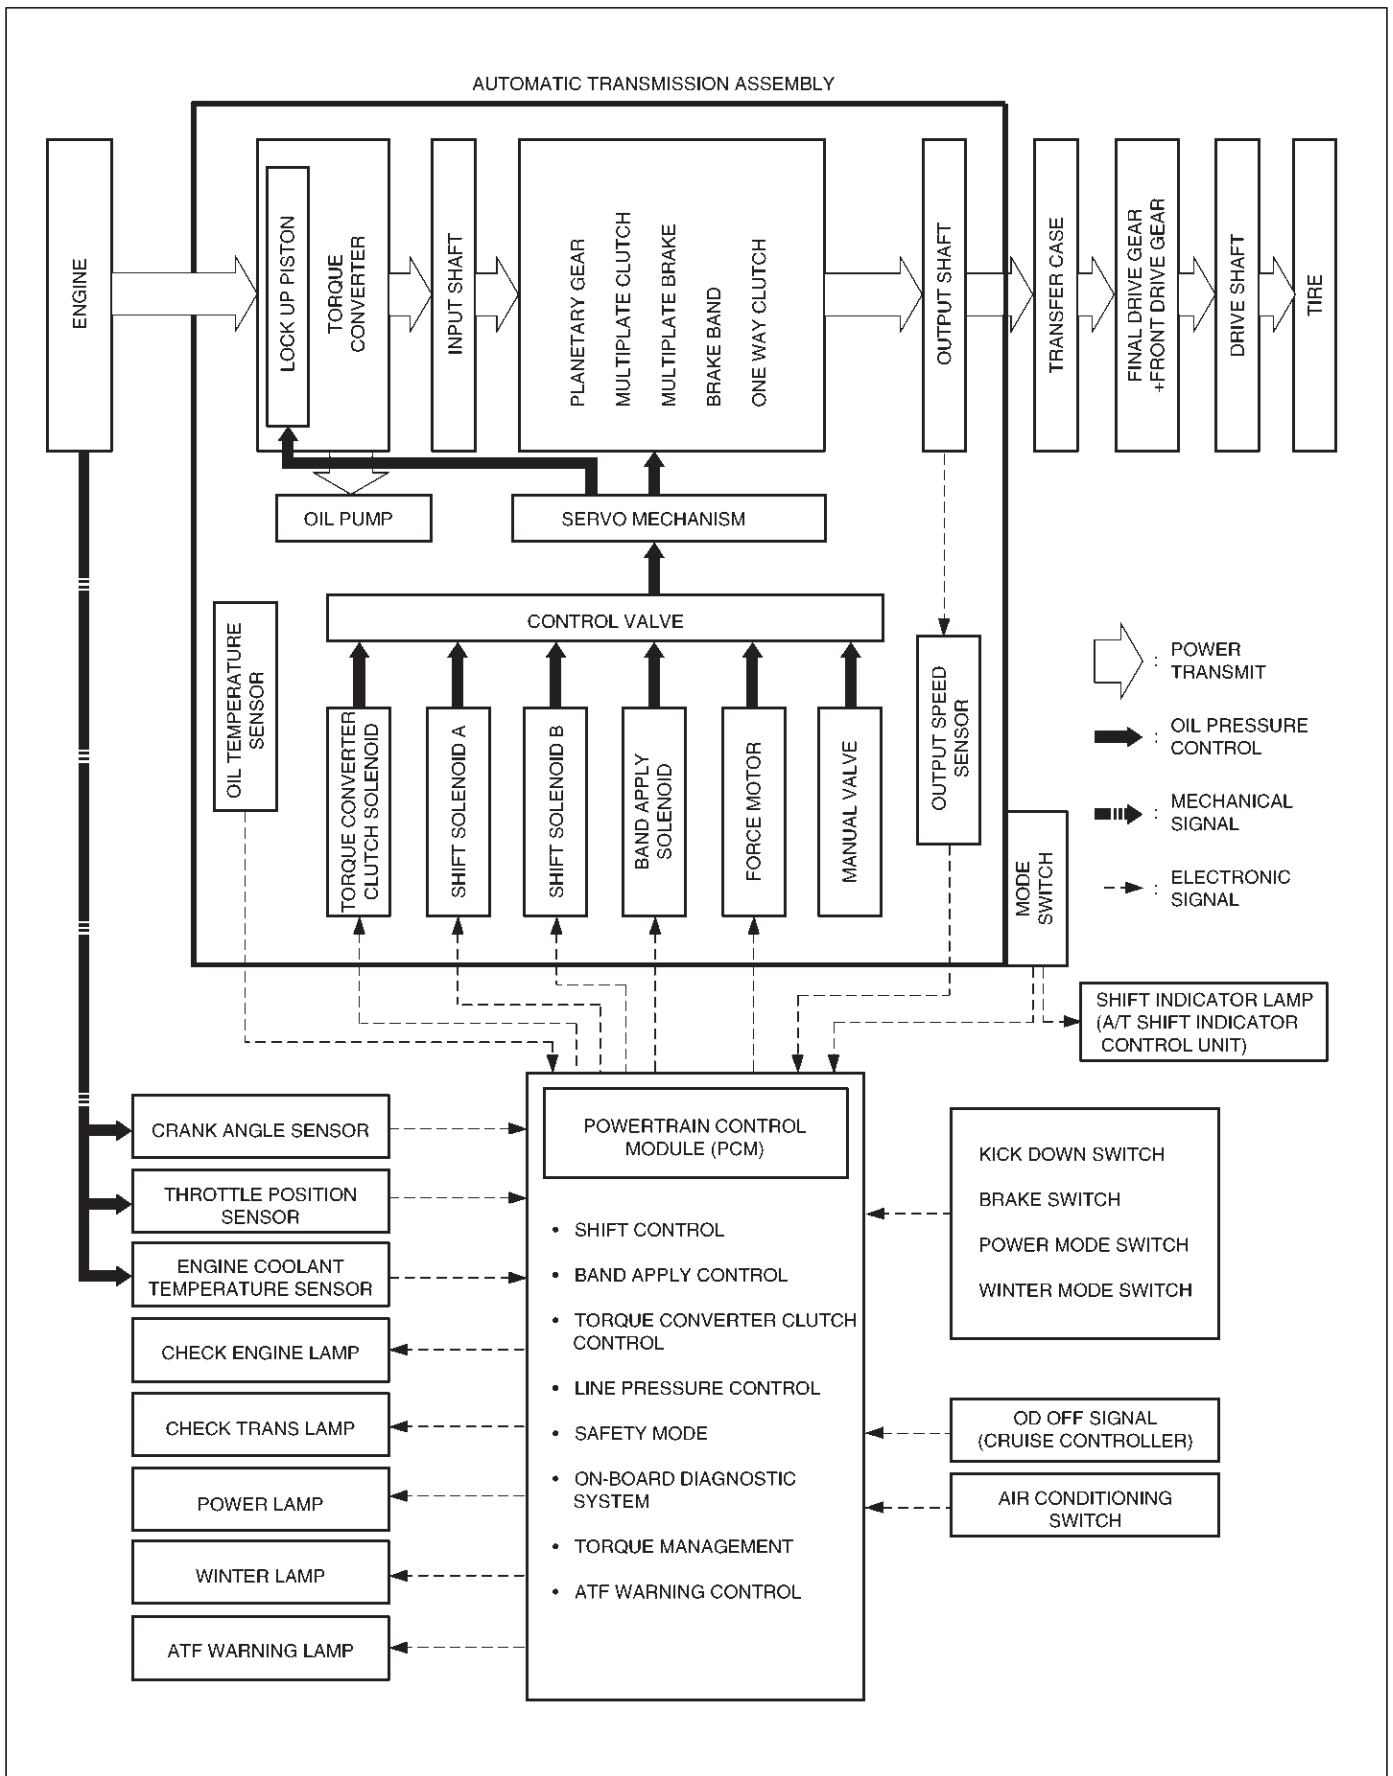 AUTOMATIC TRANSMISSION ASSEMBLY
ENGINE
LOCK UP PISTON
TORQUE
CONVERTER
INPUT SHAFT
PLANETARY GEAR
MULTIPLATE CLUTCH
MULTIPLATE BRAKE
BRAKE BAND
ONE WAY CLUTCH
OUTPUT SHAFT
TRANSFER CASE
FINAL DRIVE GEAR
+FRONT DRIVE GEAR
DRIVE SHAFT
TIRE
OIL PUMP
SERVO MECHANISM
CONTROL VALVE
OIL TEMPERATURE
SENSOR
TORQUE CONVERTER
CLUTCH SOLENOID
SHIFT SOLENOID A
SHIFT SOLENOID B
BAND APPLY
SOLENOID
FORCE MOTOR
MANUAL VALVE
OUTPUT SPEED
SENSOR
MODE
SWITCH
: POWER
TRANSMIT
: OIL PRESSURE
CONTROL
: MECHANICAL
SIGNAL
: ELECTRONIC
SIGNAL
SHIFT INDICATOR LAMP
(A/T SHIFT INDICATOR
CONTROL UNIT)
CRANK ANGLE SENSOR
THROTTLE POSITION
SENSOR
ENGINE COOLANT
TEMPERATURE SENSOR
CHECK ENGINE LAMP
CHECK TRANS LAMP
POWER LAMP
WINTER LAMP
ATF WARNING LAMP
POWERTRAIN CONTROL
MODULE (PCM)
• SHIFT CONTROL
• BAND APPLY CONTROL
• TORQUE CONVERTER CLUTCH
CONTROL
• LINE PRESSURE CONTROL
• SAFETY MODE
• ON-BOARD DIAGNOSTIC
SYSTEM
• TORQUE MANAGEMENT
• ATF WARNING CONTROL
KICK DOWN SWITCH
BRAKE SWITCH
POWER MODE SWITCH
WINTER MODE SWITCH
OD OFF SIGNAL
(CRUISE CONTROLLER)
AIR CONDITIONING
SWITCH